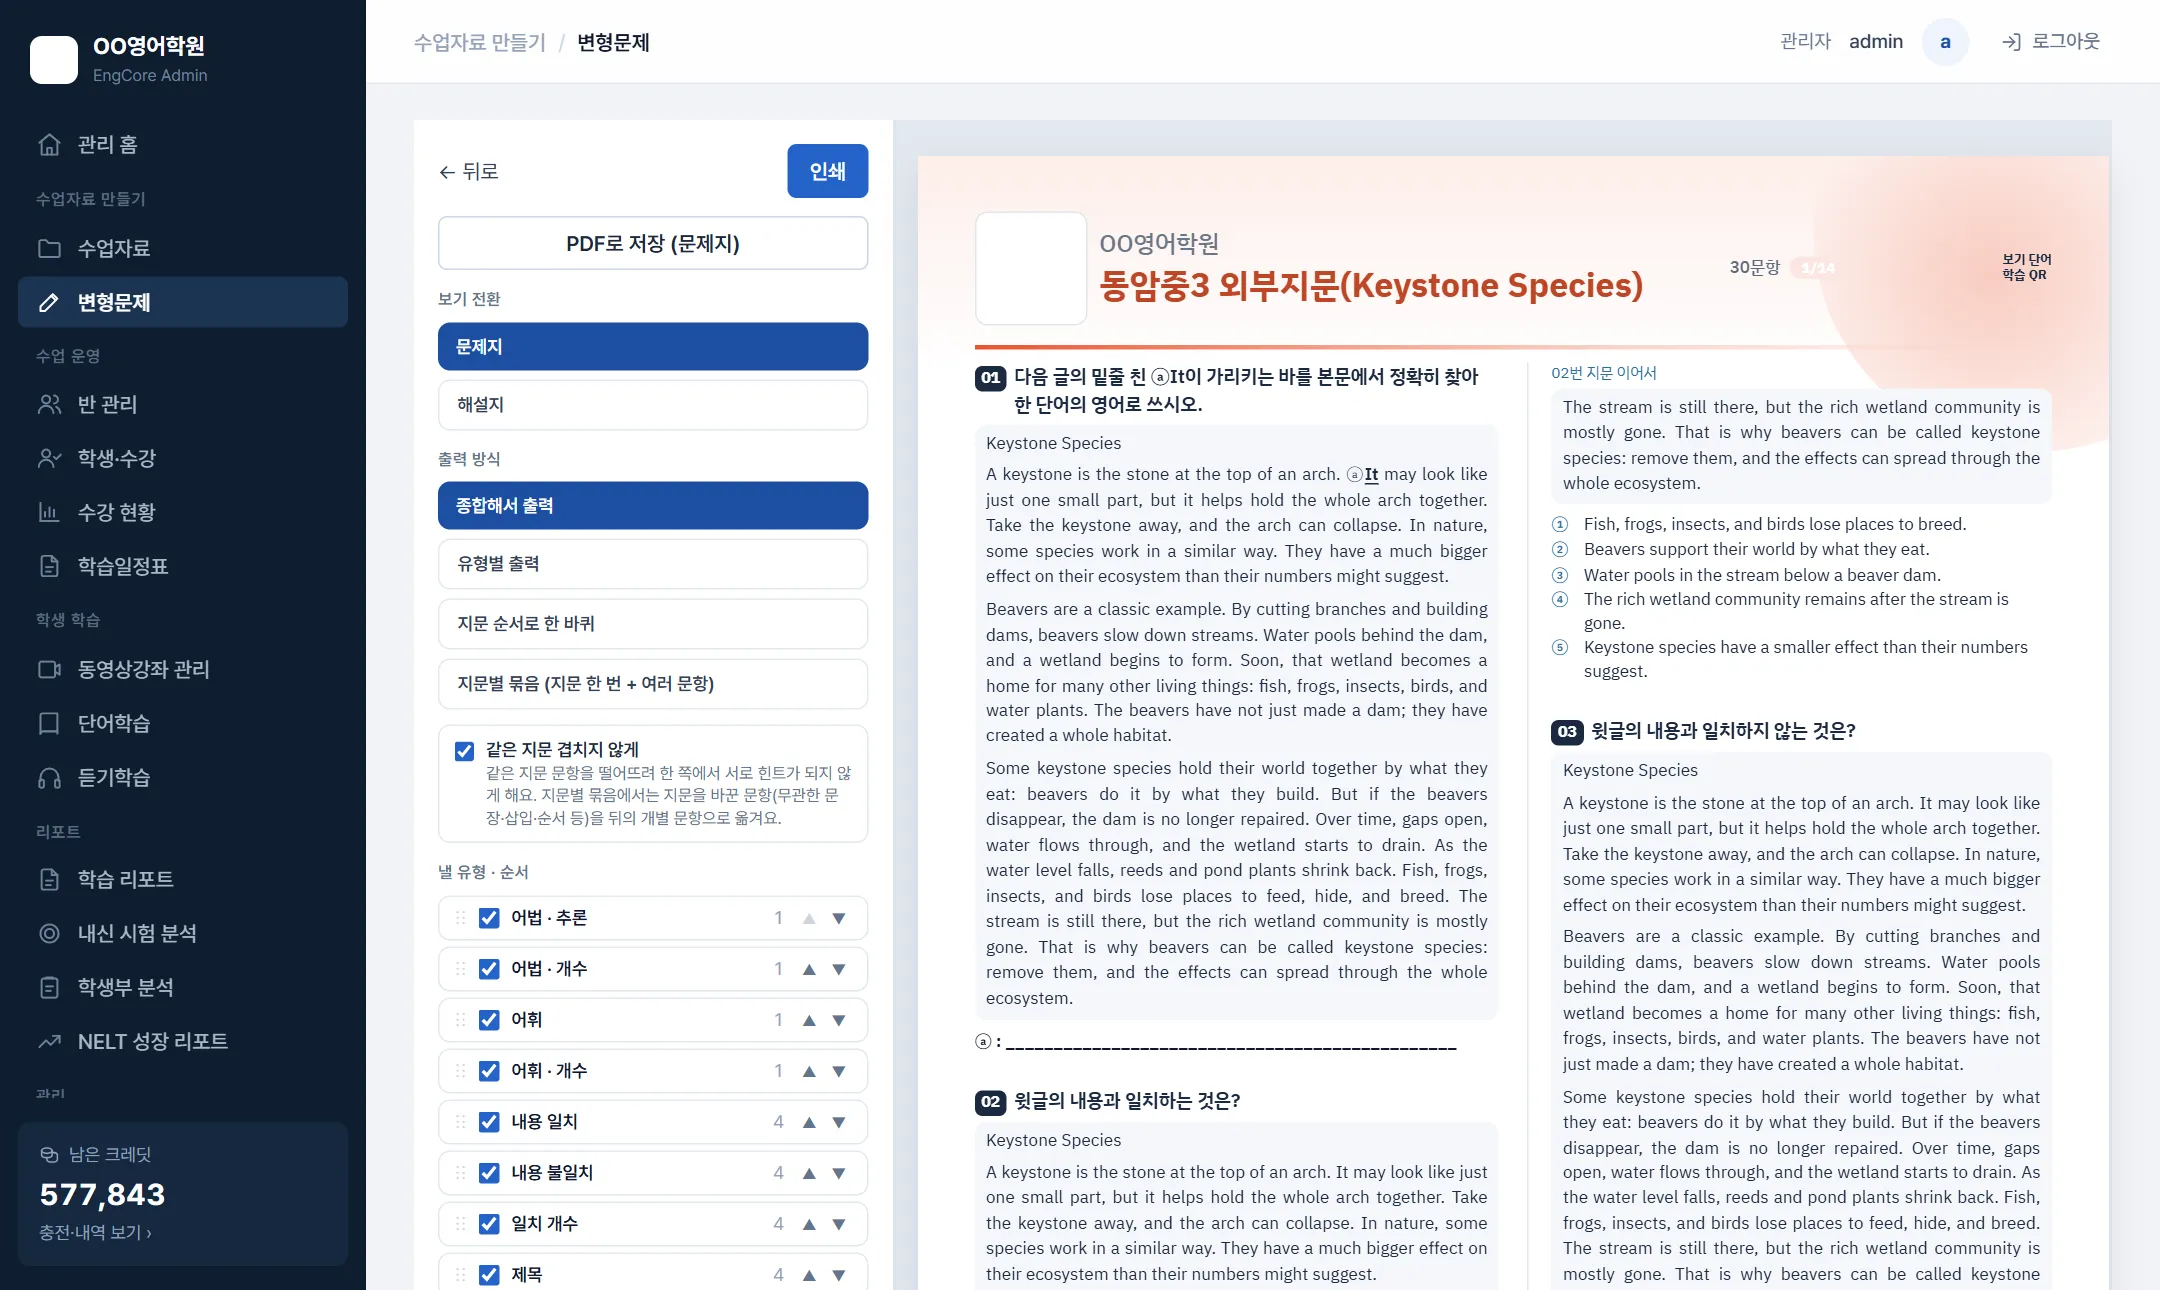 OO영어학원
EngCore Admin
관리 홈
수업자료 만들기
수업자료
변형문제
수업 운영
반 관리
학생·수강
수강 현황
학습일정표
학생 학습
동영상강좌 관리
단어학습
듣기학습
리포트
학습 리포트
내신 시험 분석
학생부 분석
NELT 성장 리포트
관리
남은 크레딧
577,843
충전·내역 보기 ›
수업자료 만들기 / 변형문제
관리자 admin a 로그아웃
← 뒤로
인쇄
PDF로 저장 (문제지)
보기 전환
문제지
해설지
출력 방식
종합해서 출력
유형별 출력
지문 순서로 한 바퀴
지문별 묶음 (지문 한 번 + 여러 문항)
같은 지문 겹치지 않게
같은 지문 문항을 떨어뜨려 한 쪽에서 서로 힌트가 되지 않
게 해요. 지문별 묶음에서는 지문을 바꾼 문항(무관한 문
장·삽입·순서 등)을 뒤의 개별 문항으로 옮겨요.
낼 유형 · 순서
어법 · 추론 1 ▲ ▼
어법 · 개수 1 ▲ ▼
어휘 1 ▲ ▼
어휘 · 개수 1 ▲ ▼
내용 일치 4 ▲ ▼
내용 불일치 4 ▲ ▼
일치 개수 4 ▲ ▼
제목 4 ▲ ▼
OO영어학원
동암중3 외부지문(Keystone Species)
30문항 1/14
보기 단어
학습 QR
01 다음 글의 밑줄 친 ⓐIt이 가리키는 바를 본문에서 정확히 찾아
한 단어의 영어로 쓰시오.
Keystone Species
A keystone is the stone at the top of an arch. ⓐIt may look like
just one small part, but it helps hold the whole arch together.
Take the keystone away, and the arch can collapse. In nature,
some species work in a similar way. They have a much bigger
effect on their ecosystem than their numbers might suggest.
Beavers are a classic example. By cutting branches and building
dams, beavers slow down streams. Water pools behind the dam,
and a wetland begins to form. Soon, that wetland becomes a
home for many other living things: fish, frogs, insects, birds, and
water plants. The beavers have not just made a dam; they have
created a whole habitat.
Some keystone species hold their world together by what they
eat: beavers do it by what they build. But if the beavers
disappear, the dam is no longer repaired. Over time, gaps open,
water flows through, and the wetland starts to drain. As the
water level falls, reeds and pond plants shrink back. Fish, frogs,
insects, and birds lose places to feed, hide, and breed. The
stream is still there, but the rich wetland community is mostly
gone. That is why beavers can be called keystone species:
remove them, and the effects can spread through the whole
ecosystem.
ⓐ : _______________________________________________
02 윗글의 내용과 일치하는 것은?
Keystone Species
A keystone is the stone at the top of an arch. It may look like just
one small part, but it helps hold the whole arch together. Take
the keystone away, and the arch can collapse. In nature, some
species work in a similar way. They have a much bigger effect on
their ecosystem than their numbers might suggest.
02번 지문 이어서
The stream is still there, but the rich wetland community is
mostly gone. That is why beavers can be called keystone
species: remove them, and the effects can spread through the
whole ecosystem.
① Fish, frogs, insects, and birds lose places to breed.
② Beavers support their world by what they eat.
③ Water pools in the stream below a beaver dam.
④ The rich wetland community remains after the stream is
gone.
⑤ Keystone species have a smaller effect than their numbers
suggest.
03 윗글의 내용과 일치하지 않는 것은?
Keystone Species
A keystone is the stone at the top of an arch. It may look like
just one small part, but it helps hold the whole arch together.
Take the keystone away, and the arch can collapse. In nature,
some species work in a similar way. They have a much bigger
effect on their ecosystem than their numbers might suggest.
Beavers are a classic example. By cutting branches and
building dams, beavers slow down streams. Water pools
behind the dam, and a wetland begins to form. Soon, that
wetland becomes a home for many other living things: fish,
frogs, insects, birds, and water plants. The beavers have not
just made a dam; they have created a whole habitat.
Some keystone species hold their world together by what
they eat: beavers do it by what they build. But if the beavers
disappear, the dam is no longer repaired. Over time, gaps
open, water flows through, and the wetland starts to drain. As
the water level falls, reeds and pond plants shrink back. Fish,
frogs, insects, and birds lose places to feed, hide, and breed.
The stream is still there, but the rich wetland community is
mostly gone. That is why beavers can be called keystone